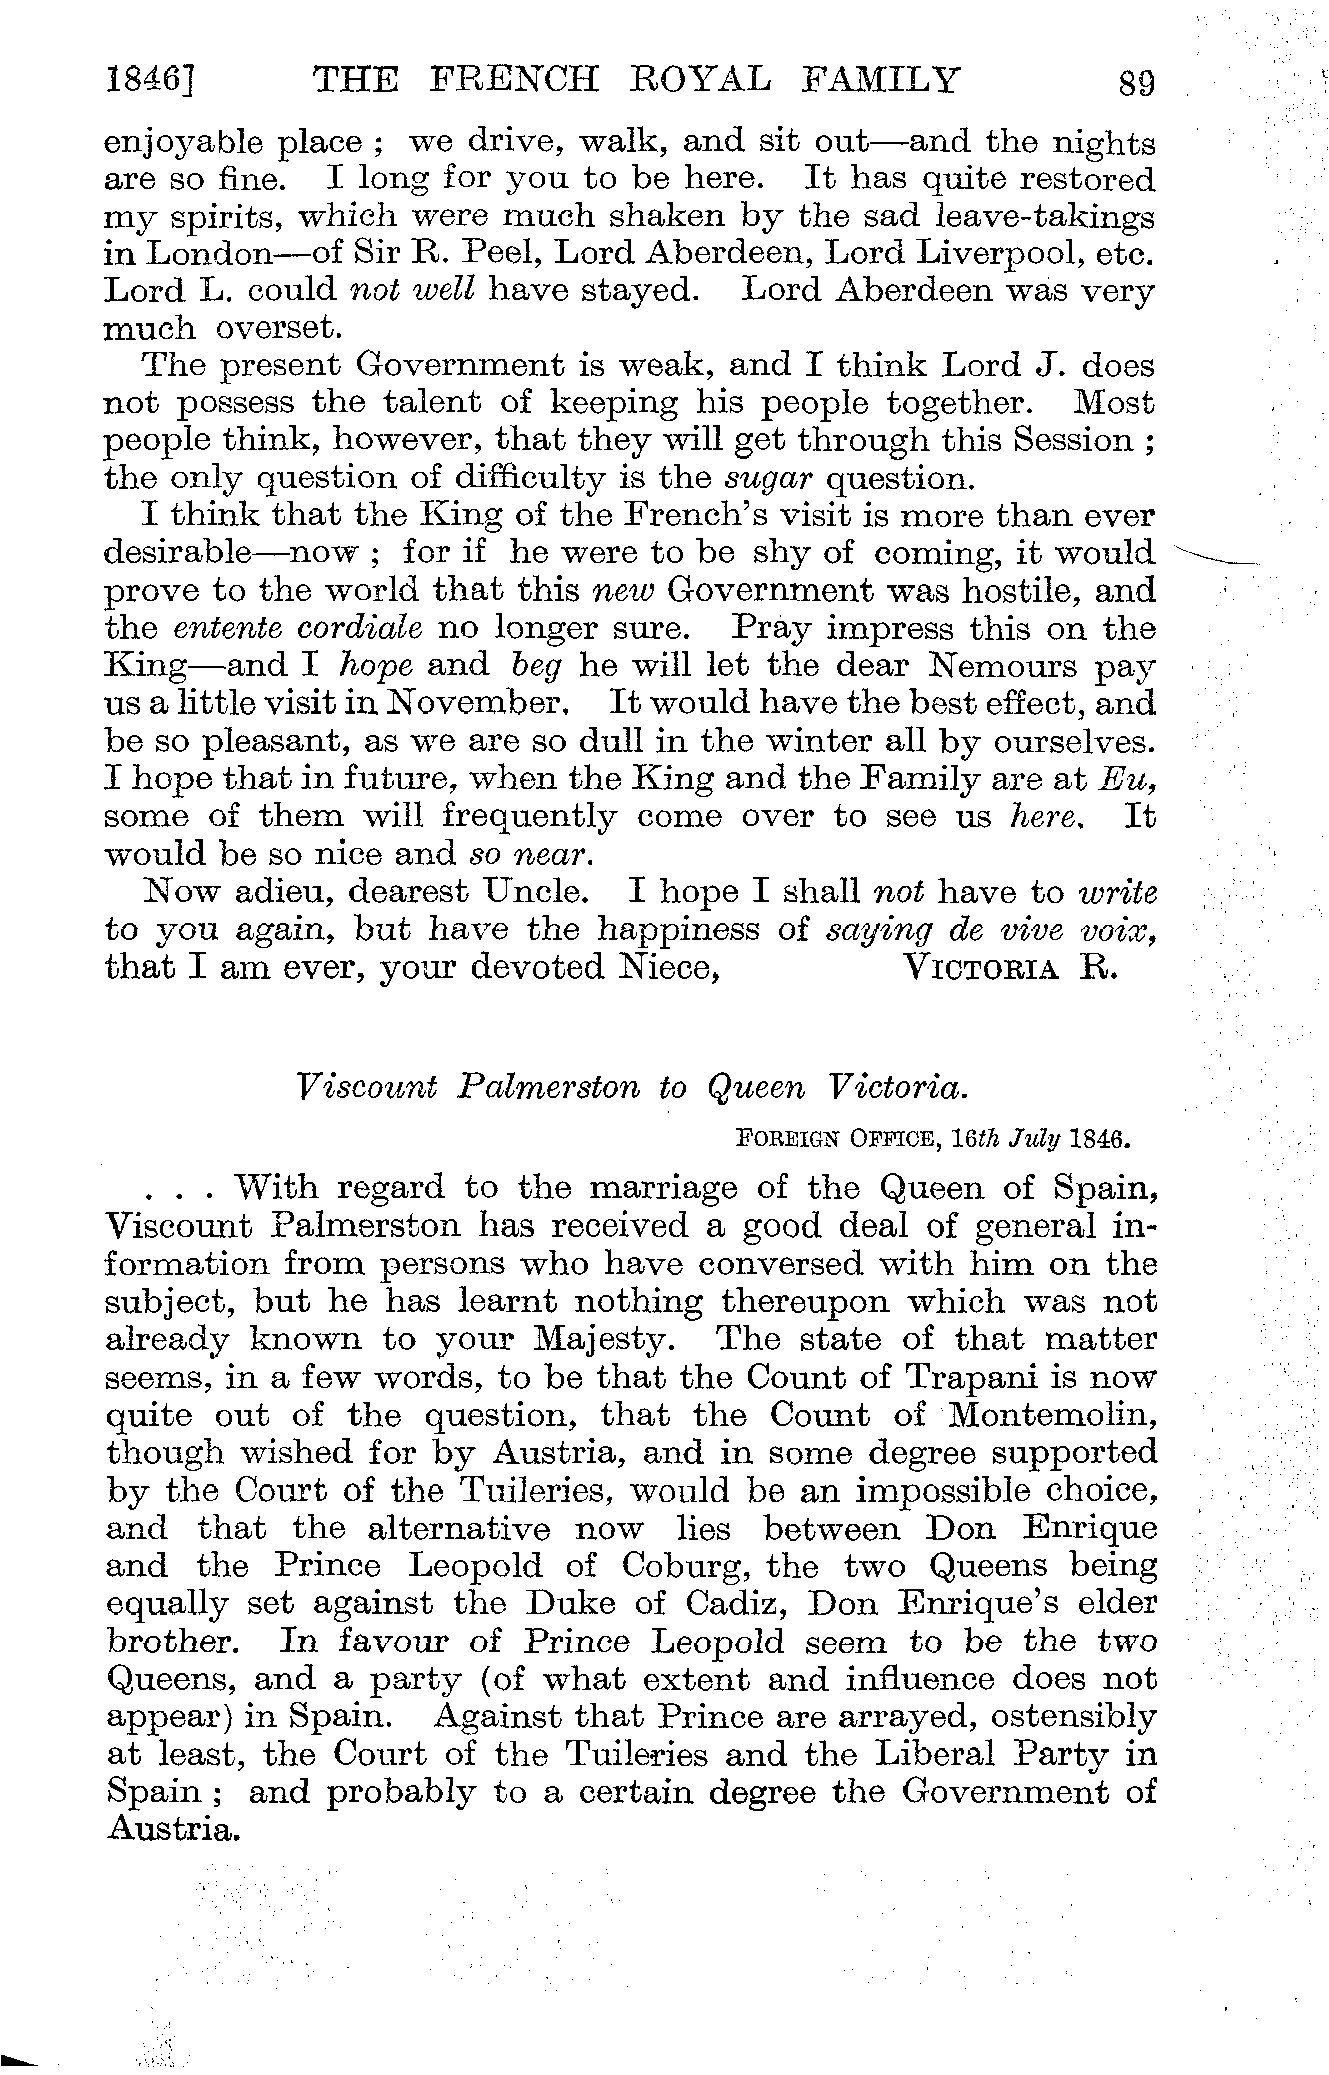 1846] THE FRENCH ROYAL FAMILY 89
enjoyable place ; we drive, walk, and sit out—and the nights
are so fine. I long for you to be here. It has quite restored
my spirits, which were much shaken by the sad leave-takings
in London—of Sir R. Peel, Lord Aberdeen, Lord Liverpool, etc.
Lord L. could not well have stayed. Lord Aberdeen was very
much overset.
The present Government is weak, and I think Lord J. does
not possess the talent of keeping his people together. Most
people think, however, that they will get through this Session ;
the only question of difficulty is the sugar question.
I think that the King of the French's visit is more than ever
desirable—now ; for if he were to be shy of coming, it would
prove to the world that this new Government was hostile, and
the entente cordiale no longer sure. Pray impress this on the
King—and I hope and beg he will let the dear Nemours pay
us a little visit in November. It would have the best effect, and
be so pleasant, as we are so dull in the winter all by ourselves.
I hope that in future, when the King and the Family are at Eu,
some of them will frequently come over to see us here. It
would be so nice and so near.
Now adieu, dearest Uncle. I hope I shall not have to write
to you again, but have the happiness of saying de vive voix,
that I am ever, your devoted Niece, VICTORIA R.
Viscount Palmerston to Queen Victoria.
FOREIGN OFFICE, 16th July 1846.
. . . With regard to the marriage of the Queen of Spain,
Viscount Palmerston has received a good deal of general in-
formation from persons who have conversed with him on the
subject, but he has learnt nothing thereupon which was not
already known to your Majesty. The state of that matter
seems, in a few words, to be that the Count of Trapani is now
quite out of the question, that the Count of Montemolin,
though wished for by Austria, and in some degree supported
by the Court of the Tuileries, would be an impossible choice,
and that the alternative now lies between Don Enrique
and the Prince Leopold of Coburg, the two Queens being
equally set against the Duke of Cadiz, Don Enrique's elder
brother. In favour of Prince Leopold seem to be the two
Queens, and a party (of what extent and influence does not
appear) in Spain. Against that Prince are arrayed, ostensibly
at least, the Court of the Tuileries and the Liberal Party in
Spain ; and probably to a certain degree the Government of
Austria.